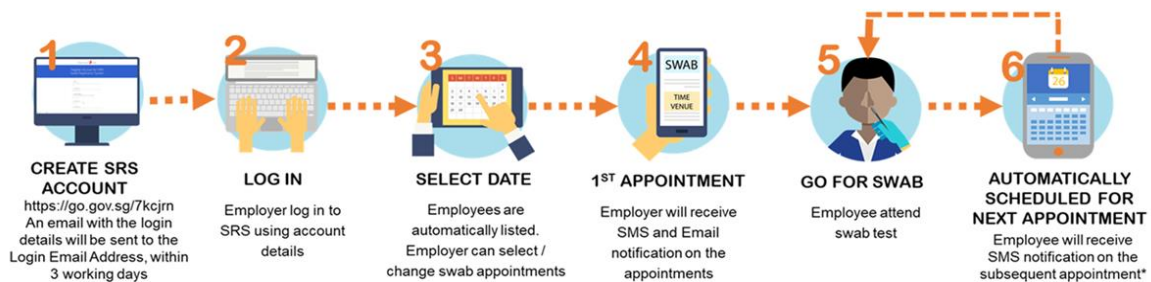 1
CREATE SRS
ACCOUNT
https://go.gov.sg/7kcjrn
An email with the login
details will be sent to the
Login Email Address, within
3 working days
2
LOG IN
Employer log in to
SRS using account
details
3
SELECT DATE
Employees are
automatically listed.
Employer can select /
change swab appointments
4
SWAB
TIME
VENUE
1ST APPOINTMENT
Employer will receive
SMS and Email
notification on the
appointments
5
GO FOR SWAB
Employee attend
swab test
6
26
AUTOMATICALLY
SCHEDULED FOR
NEXT APPOINTMENT
Employee will receive
SMS notification on the
subsequent appointment*